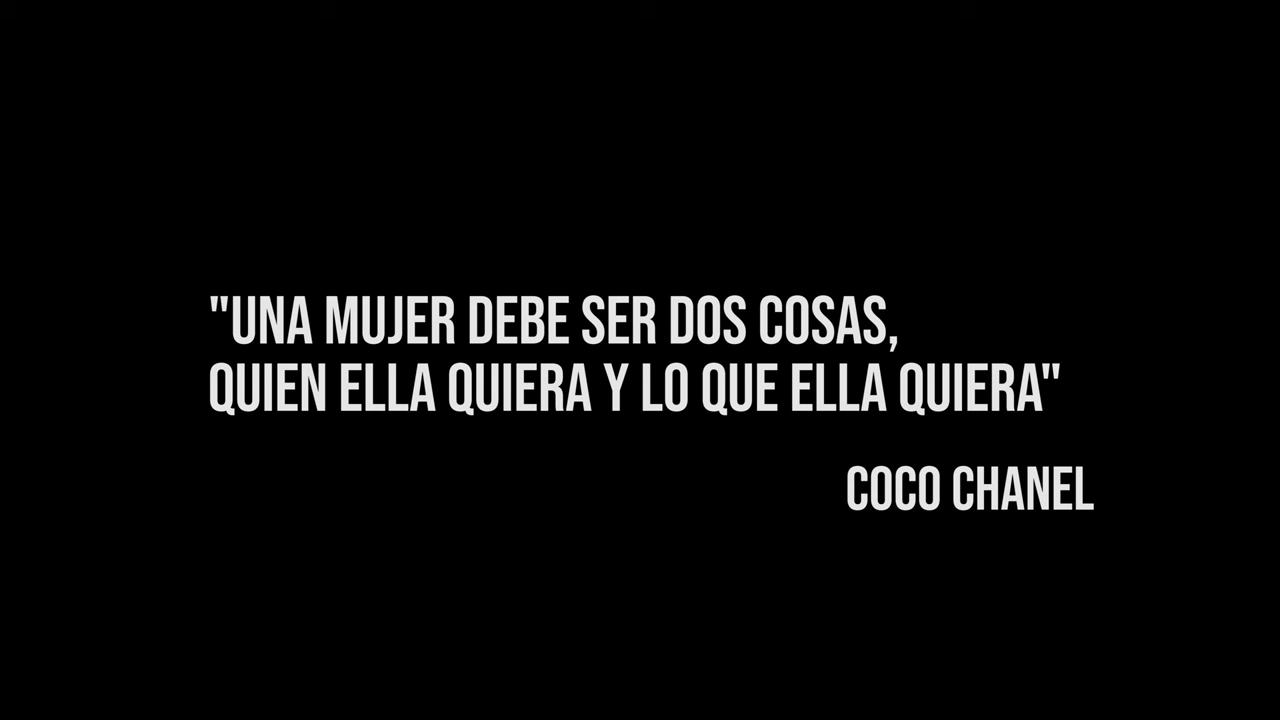 "UNA MUJER DEBE SER DOS COSAS,
QUIEN ELLA QUIERA Y LO QUE ELLA QUIERA"
COCO CHANEL